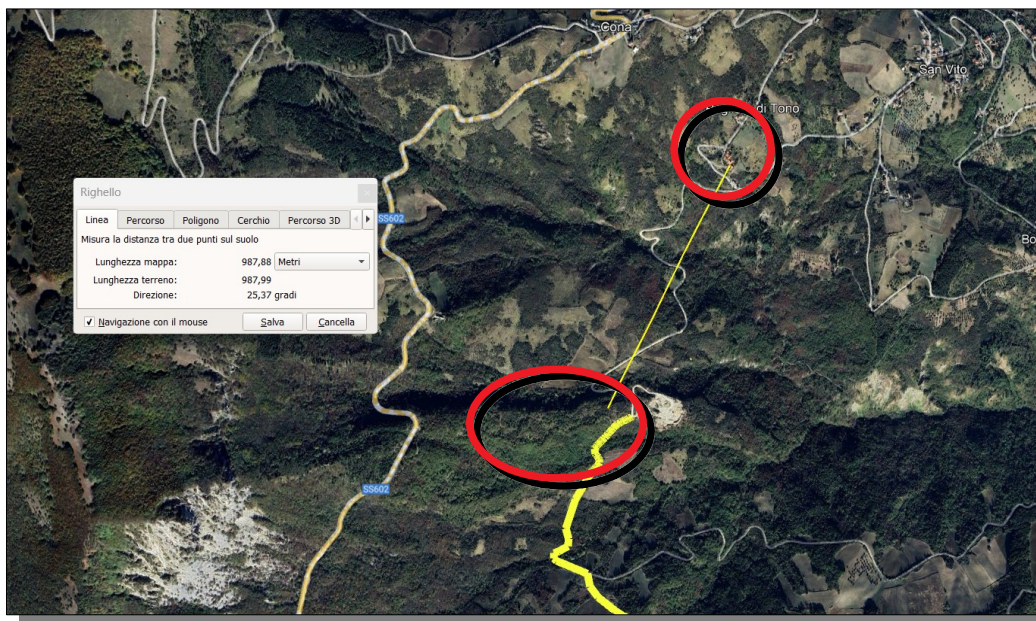 Cona
San Vito
di Tono
Righello
Linea Percorso Poligono Cerchio Percorso 3D
SS602
Misura la distanza tra due punti sul suolo
Lunghezza mappa: 987,88 Metri
Lunghezza terreno: 987,99
Direzione: 25,37 gradi
Bo
Navigazione con il mouse Salva Cancella
SS602